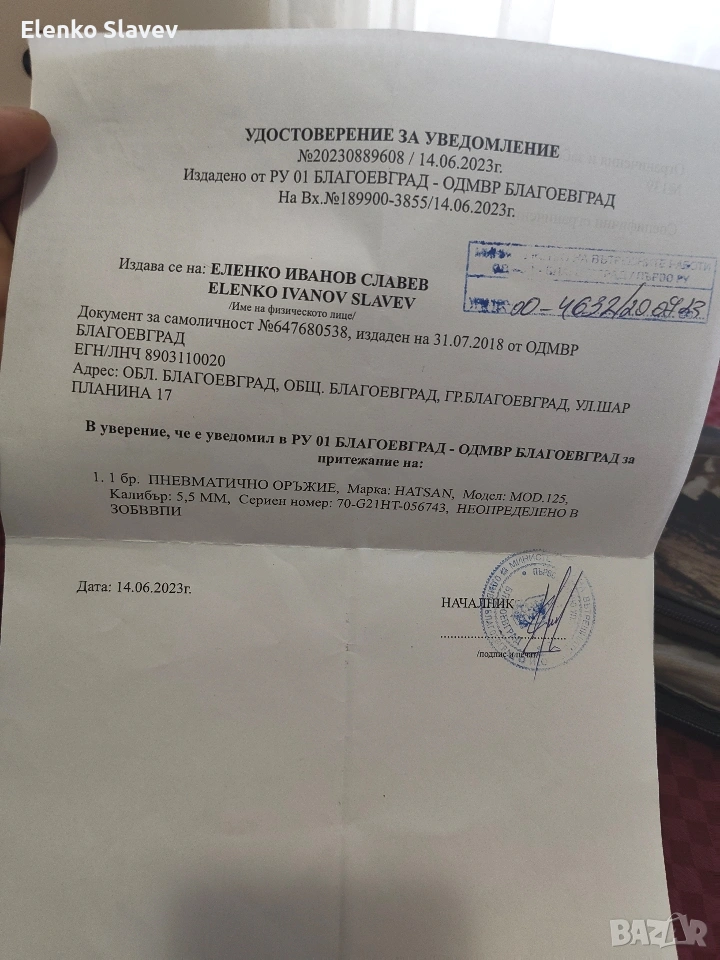 Elenko Slavev
УДОСТОВЕРЕНИЕ ЗА УВЕДОМЛЕНИЕ
№20230889608 / 14.06.2023г.
Издадено от РУ 01 БЛАГОЕВГРАД - ОДМВР БЛАГОЕВГРАД
На Вх.№189900-3855/14.06.2023г.
ВЪТРЕШНИТЕ РАБОТИ
Издава се на: ЕЛЕНКО ИВАНОВ СЛАВЕВ
ELENKO IVANOV SLAVEV
/Име на физическото лице/
Документ за самоличност №647680538, издаден на 31.07.2018 от ОДМВР
БЛАГОЕВГРАД
ЕГН/ЛНЧ 8903110020
Адрес: ОБЛ. БЛАГОЕВГРАД, ОБЩ. БЛАГОЕВГРАД, ГР.БЛАГОЕВГРАД, УЛ.ШАР
ПЛАНИНА 17
В уверение, че е уведомил в РУ 01 БЛАГОЕВГРАД - ОДМВР БЛАГОЕВГРАД за
притежание на:
1. 1 бр. ПНЕВМАТИЧНО ОРЪЖИЕ, Марка: HATSAN, Модел: MOD.125,
Калибър: 5,5 ММ, Сериен номер: 70-G21HT-056743, НЕОПРЕДЕЛЕНО В
ЗОБВВПИ
Дата: 14.06.2023г.
НАЧАЛНИК
/подпис и печат/
BAZAR